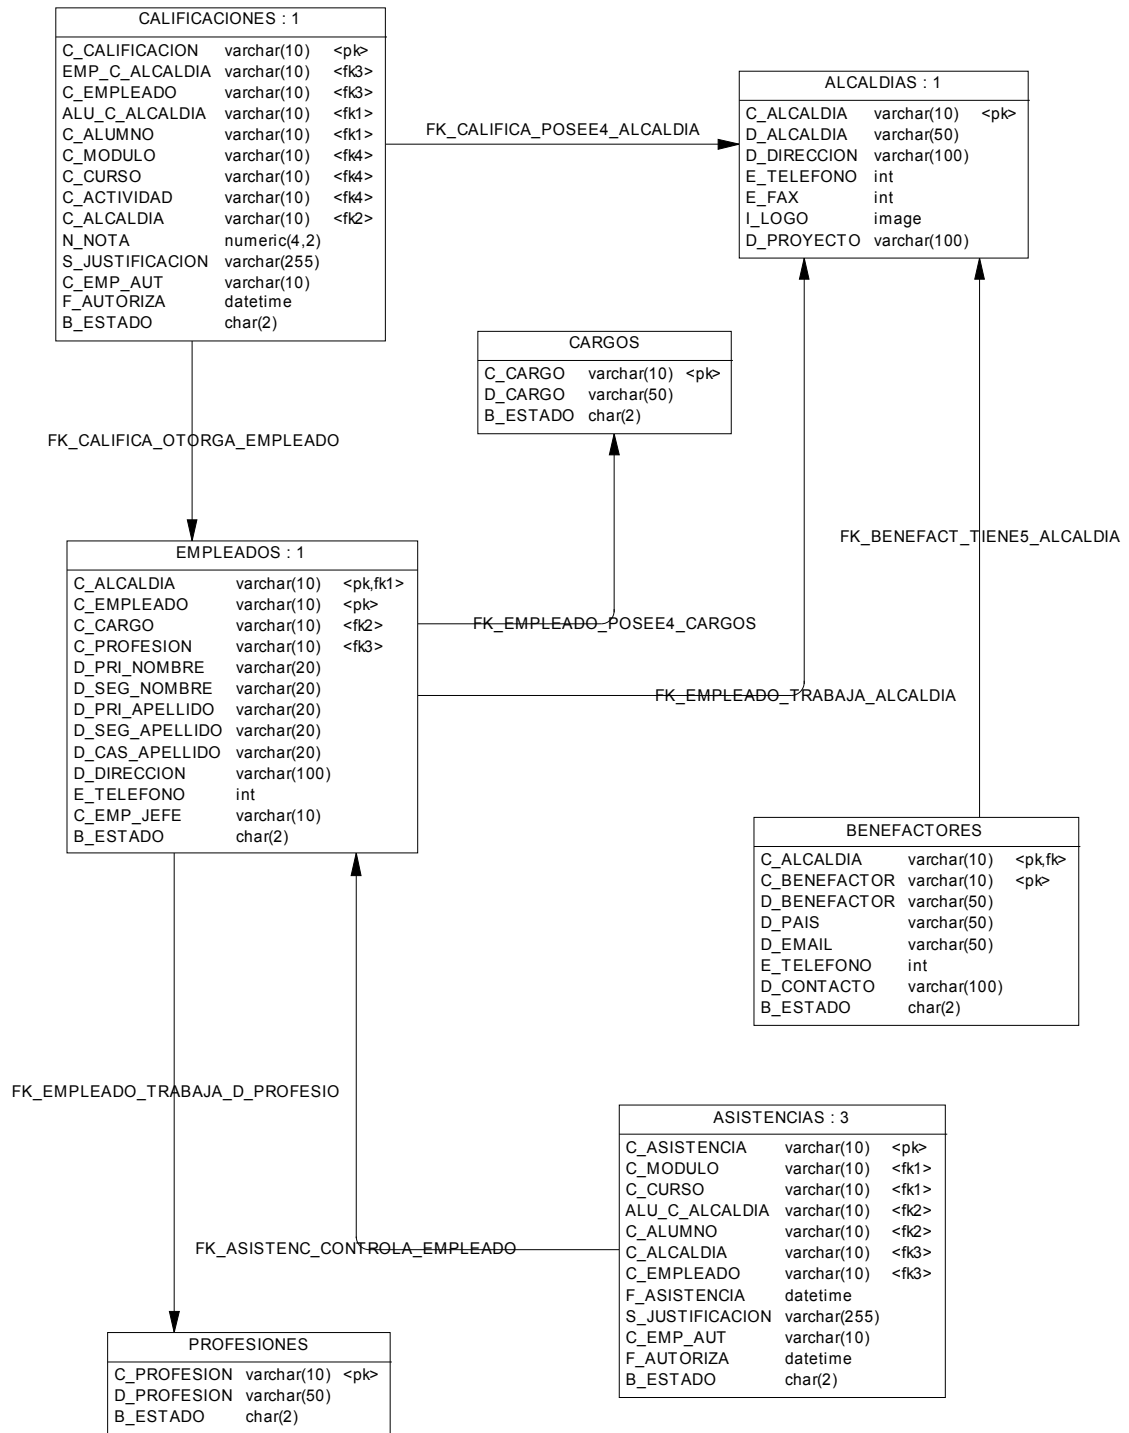 CALIFICACIONES : 1
C_CALIFICACION varchar(10) <pk>
EMP_C_ALCALDIA varchar(10) <fk3>
C_EMPLEADO varchar(10) <fk3>
ALU_C_ALCALDIA varchar(10) <fk1>
C_ALUMNO varchar(10) <fk1>
C_MODULO varchar(10) <fk4>
C_CURSO varchar(10) <fk4>
C_ACTIVIDAD varchar(10) <fk4>
C_ALCALDIA varchar(10) <fk2>
N_NOTA numeric(4,2)
S_JUSTIFICACION varchar(255)
C_EMP_AUT varchar(10)
F_AUTORIZA datetime
B_ESTADO char(2)
FK_CALIFICA_POSEE4_ALCALDIA
ALCALDIAS : 1
C_ALCALDIA varchar(10) <pk>
D_ALCALDIA varchar(50)
D_DIRECCION varchar(100)
E_TELEFONO int
E_FAX int
I_LOGO image
D_PROYECTO varchar(100)
CARGOS
C_CARGO varchar(10) <pk>
D_CARGO varchar(50)
B_ESTADO char(2)
FK_CALIFICA_OTORGA_EMPLEADO
FK_BENEFACT_TIENE5_ALCALDIA
EMPLEADOS : 1
C_ALCALDIA varchar(10) <pk,fk1>
C_EMPLEADO varchar(10) <pk>
C_CARGO varchar(10) <fk2>
C_PROFESION varchar(10) <fk3>
D_PRI_NOMBRE varchar(20)
D_SEG_NOMBRE varchar(20)
D_PRI_APELLIDO varchar(20)
D_SEG_APELLIDO varchar(20)
D_CAS_APELLIDO varchar(20)
D_DIRECCION varchar(100)
E_TELEFONO int
C_EMP_JEFE varchar(10)
B_ESTADO char(2)
FK_EMPLEADO_POSEE4_CARGOS
FK_EMPLEADO_TRABAJA_ALCALDIA
BENEFACTORES
C_ALCALDIA varchar(10) <pk,fk>
C_BENEFACTOR varchar(10) <pk>
D_BENEFACTOR varchar(50)
D_PAIS varchar(50)
D_EMAIL varchar(50)
E_TELEFONO int
D_CONTACTO varchar(100)
B_ESTADO char(2)
FK_EMPLEADO_TRABAJA_D_PROFESIO
ASISTENCIAS : 3
C_ASISTENCIA varchar(10) <pk>
C_MODULO varchar(10) <fk1>
C_CURSO varchar(10) <fk1>
ALU_C_ALCALDIA varchar(10) <fk2>
C_ALUMNO varchar(10) <fk2>
C_ALCALDIA varchar(10) <fk3>
C_EMPLEADO varchar(10) <fk3>
F_ASISTENCIA datetime
S_JUSTIFICACION varchar(255)
C_EMP_AUT varchar(10)
F_AUTORIZA datetime
B_ESTADO char(2)
FK_ASISTENC_CONTROLA_EMPLEADO
PROFESIONES
C_PROFESION varchar(10) <pk>
D_PROFESION varchar(50)
B_ESTADO char(2)